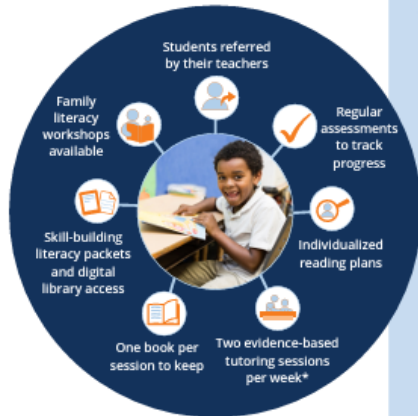 Students referred
by their teachers
Regular
assessments
to track
progress
Individualized
reading plans
Two evidence-based
tutoring sessions
per week*
One book per
session to keep
Skill-building
literacy packets
and digital
library access
Family
literacy
workshops
available